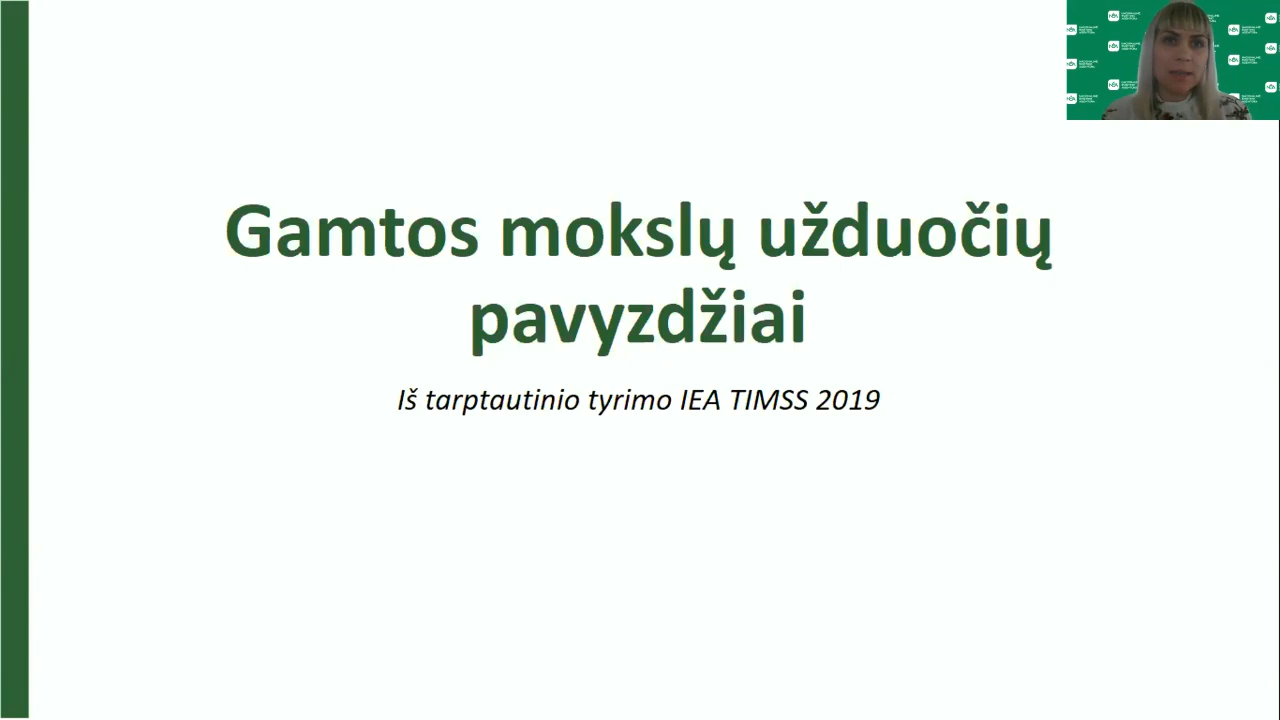 Gamtos mokslų užduočių
pavyzdžiai
Iš tarptautinio tyrimo IEA TIMSS 2019